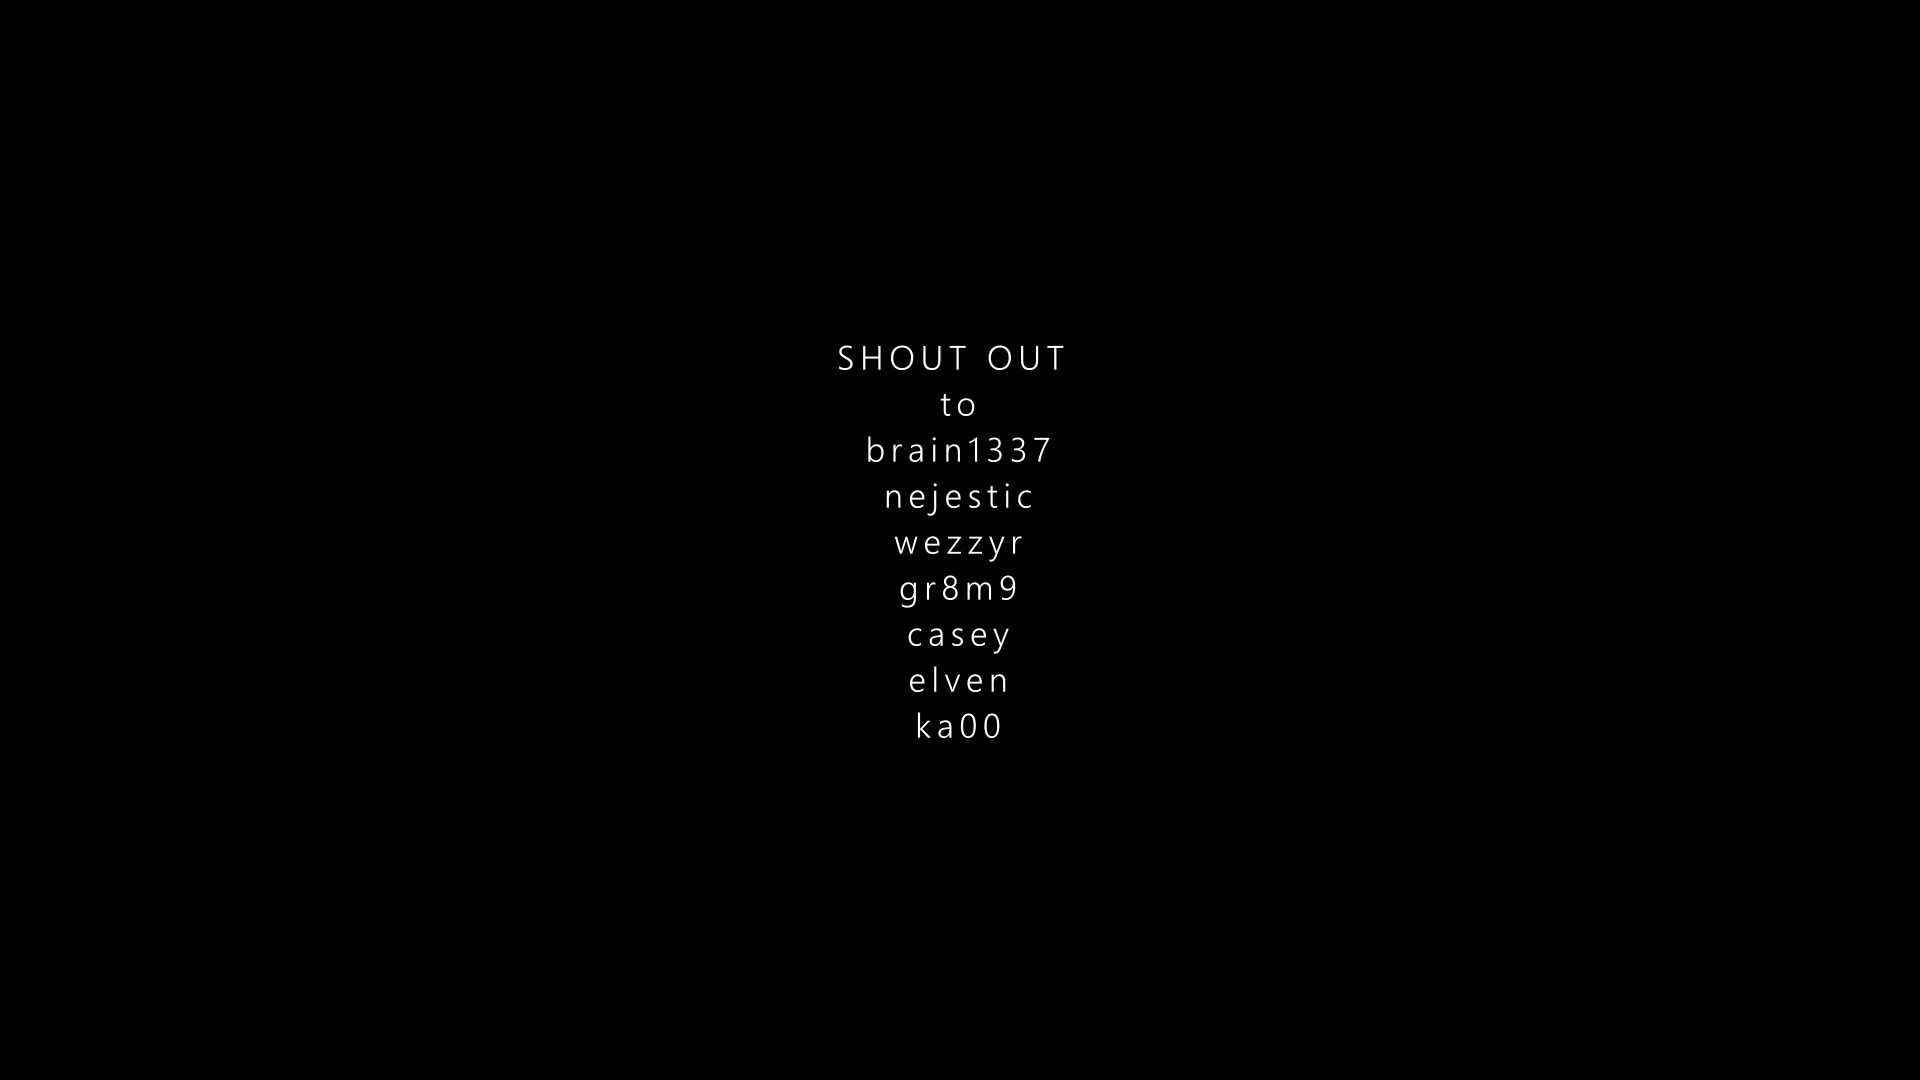 SHOUT OUT
to
brain1337
nejestic
wezzyr
gr8m9
casey
elven
ka00